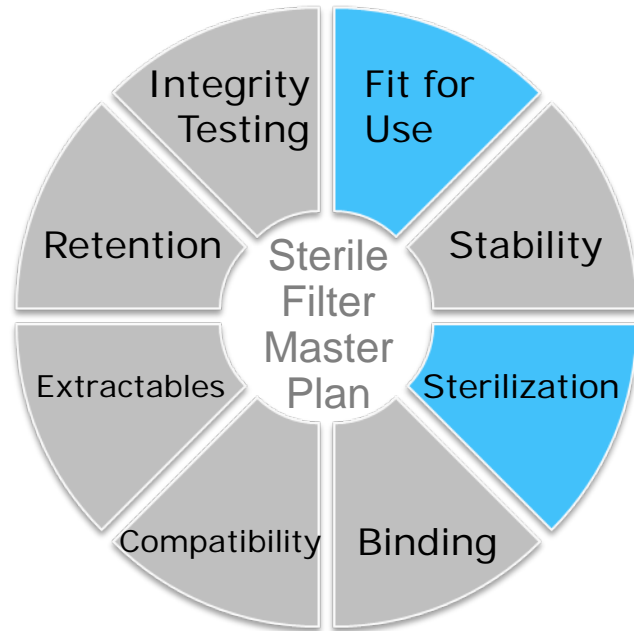 Integrity
Testing
Fit for
Use
Retention
Stability
Sterile
Filter
Master
Plan
Extractables
Sterilization
Compatibility
Binding